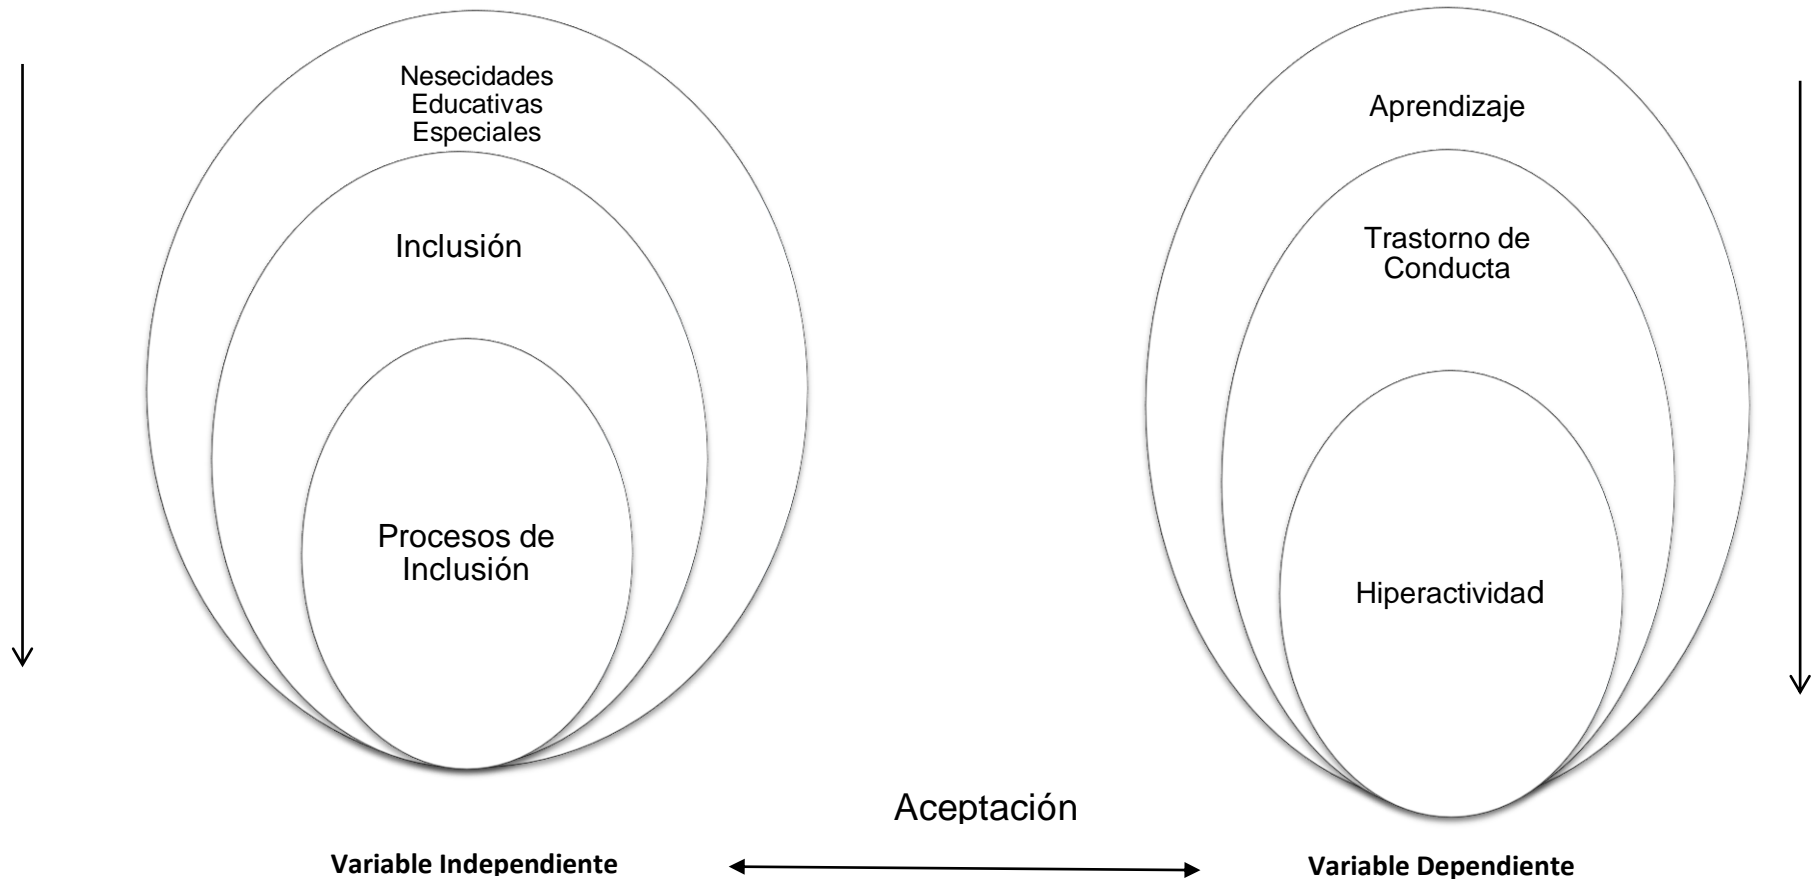 Nesecidades
Educativas
Especiales
Inclusión
Procesos de
Inclusión
Aprendizaje
Trastorno de
Conducta
Hiperactividad
Aceptación
Variable Independiente
Variable Dependiente